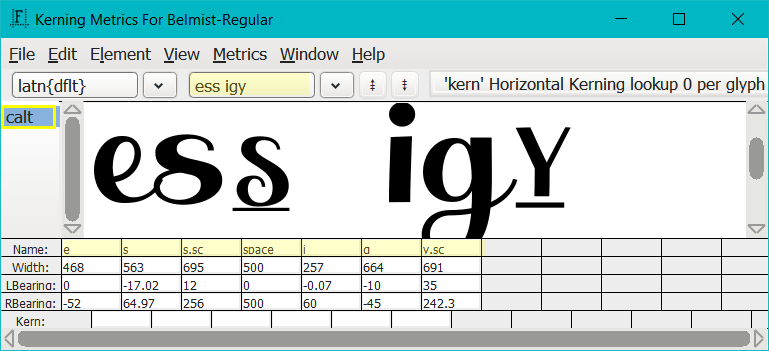 Kerning Metrics For Belmist-Regular
File Edit Element View Metrics Window Help
latn{dflt} ess igy 'kern' Horizontal Kerning lookup 0 per glyph
calt
ess igy
Name: e s s.sc space i g y.sc
Width: 468 563 695 500 257 664 691
LBearing: 0 -17.02 12 0 -0.07 -10 35
RBearing: -52 64.97 256 500 60 -45 242.3
Kern: